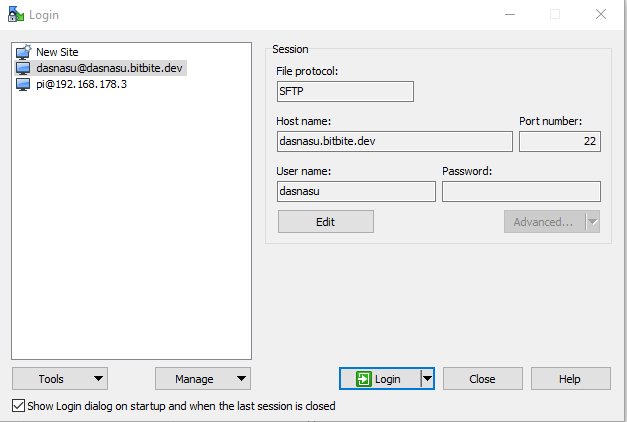 Login
New Site
dasnasu@dasnasu.bitbite.dev
pi@192.168.178.3
Session
File protocol:
SFTP
Host name:
Port number:
dasnasu.bitbite.dev
22
User name:
Password:
dasnasu
Edit
Advanced...
Tools
Manage
Login
Close
Help
Show Login dialog on startup and when the last session is closed